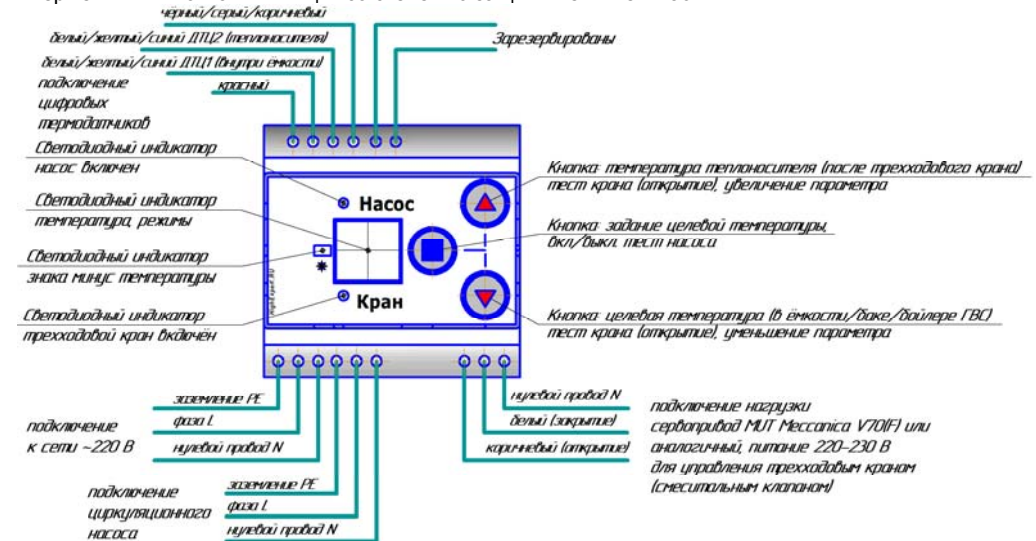 чёрный/серый/коричневый
белый/желтый/синий ДТЦ2 (теплоносителя)
Зарезервированы
белый/желтый/синий ДТЦ1 (внутри ёмкости)
подключение
цифровых
термодатчиков
красный
Светодиодный индикатор
насос включен
Светодиодный индикатор
температура, режимы
Светодиодный индикатор
знака минус температуры
Светодиодный индикатор
трехходовой кран включён
Насос
Кран
Кнопка: температура теплоносителя (после трехходового крана)
тест крана (открытие), увеличение параметра
Кнопка: задание целевой температуры,
вкл/выкл. тест насоса
Кнопка: целевая температура (в ёмкости/баке/бойлере ГВС)
тест крана (открытие), уменьшение параметра
подключение
к сети ~220 В
заземление PE
фаза L
нулевой провод N
подключение
циркуляционного
насоса
заземление PE
фаза L
нулевой провод N
нулевой провод N
белый (закрытие)
коричневый (открытие)
подключение нагрузки
сервопривод MUT Meccanica V70(F) или
аналогичный, питание 220-230 В
для управления трехходовым краном
(смесительным клапаном)